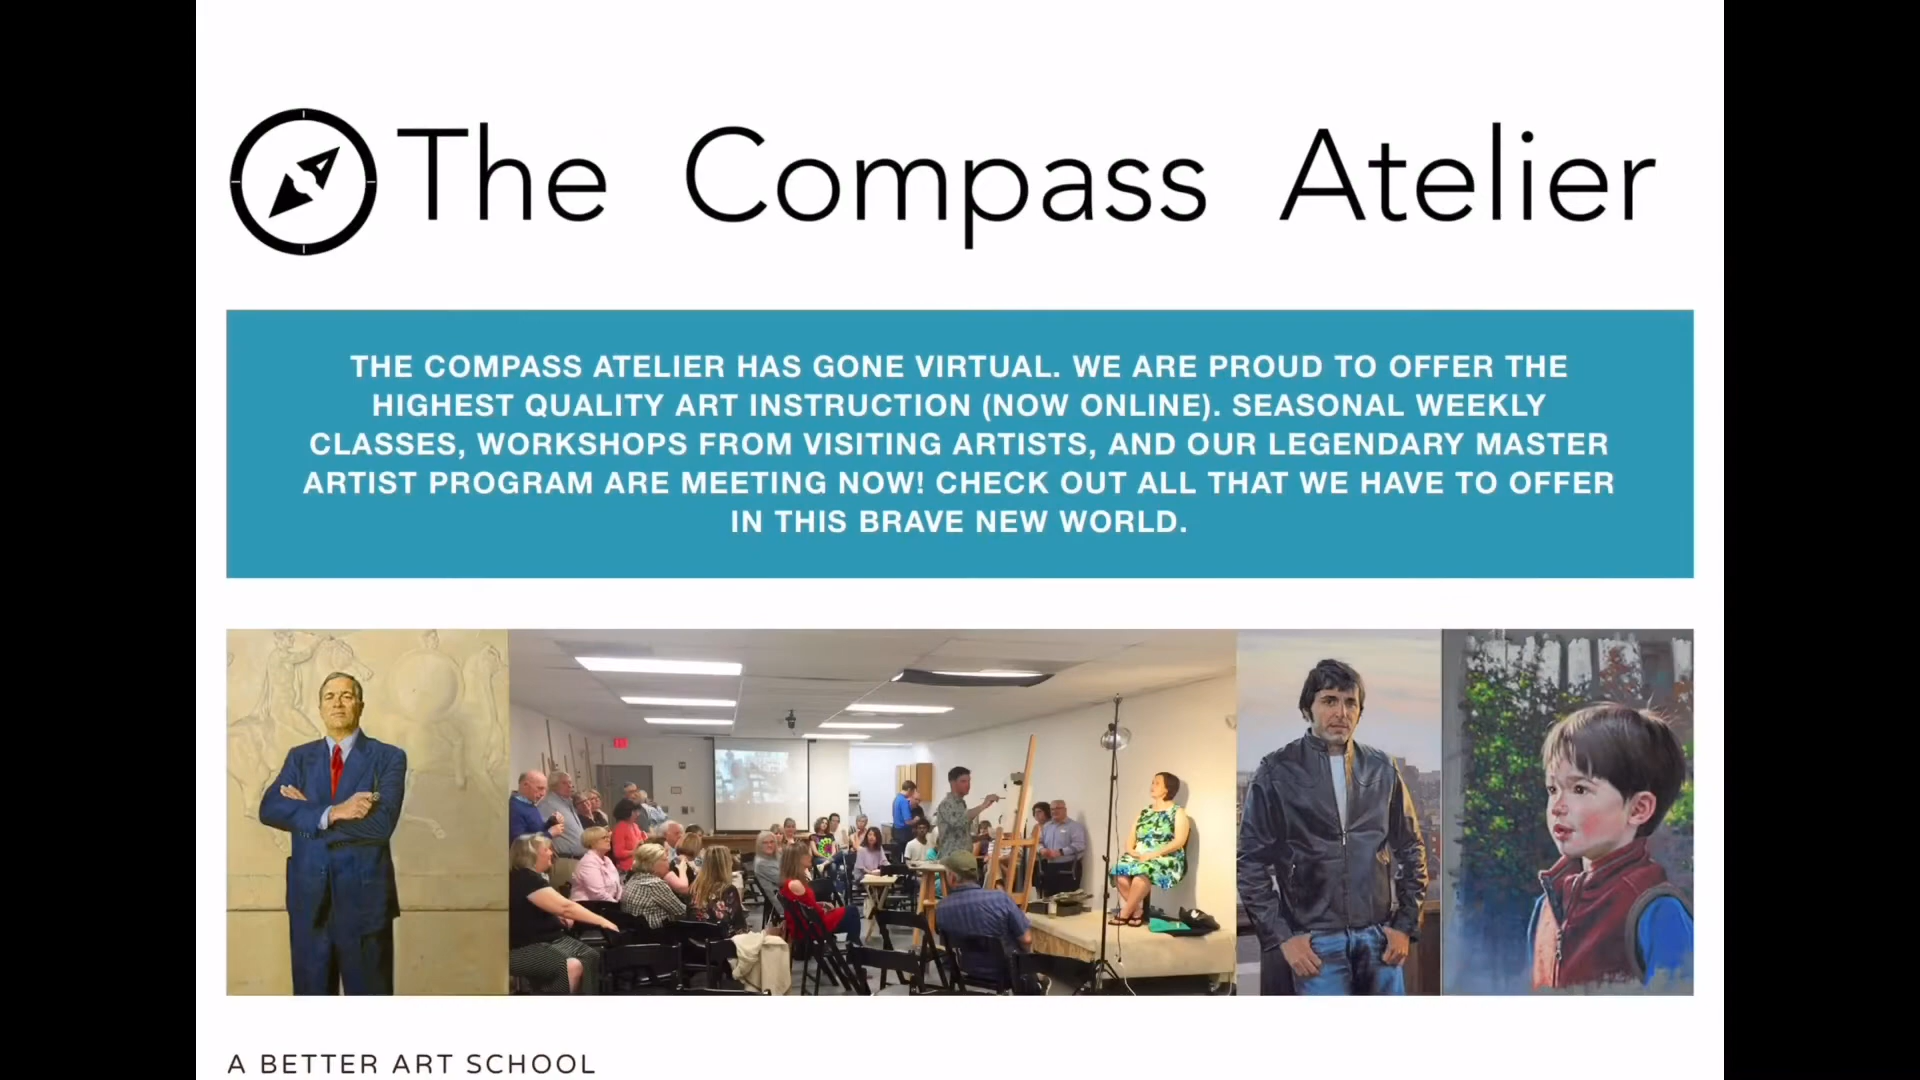 The Compass Atelier
THE COMPASS ATELIER HAS GONE VIRTUAL. WE ARE PROUD TO OFFER THE
HIGHEST QUALITY ART INSTRUCTION (NOW ONLINE). SEASONAL WEEKLY
CLASSES, WORKSHOPS FROM VISITING ARTISTS, AND OUR LEGENDARY MASTER
ARTIST PROGRAM ARE MEETING NOW! CHECK OUT ALL THAT WE HAVE TO OFFER
IN THIS BRAVE NEW WORLD.
A BETTER ART SCHOOL